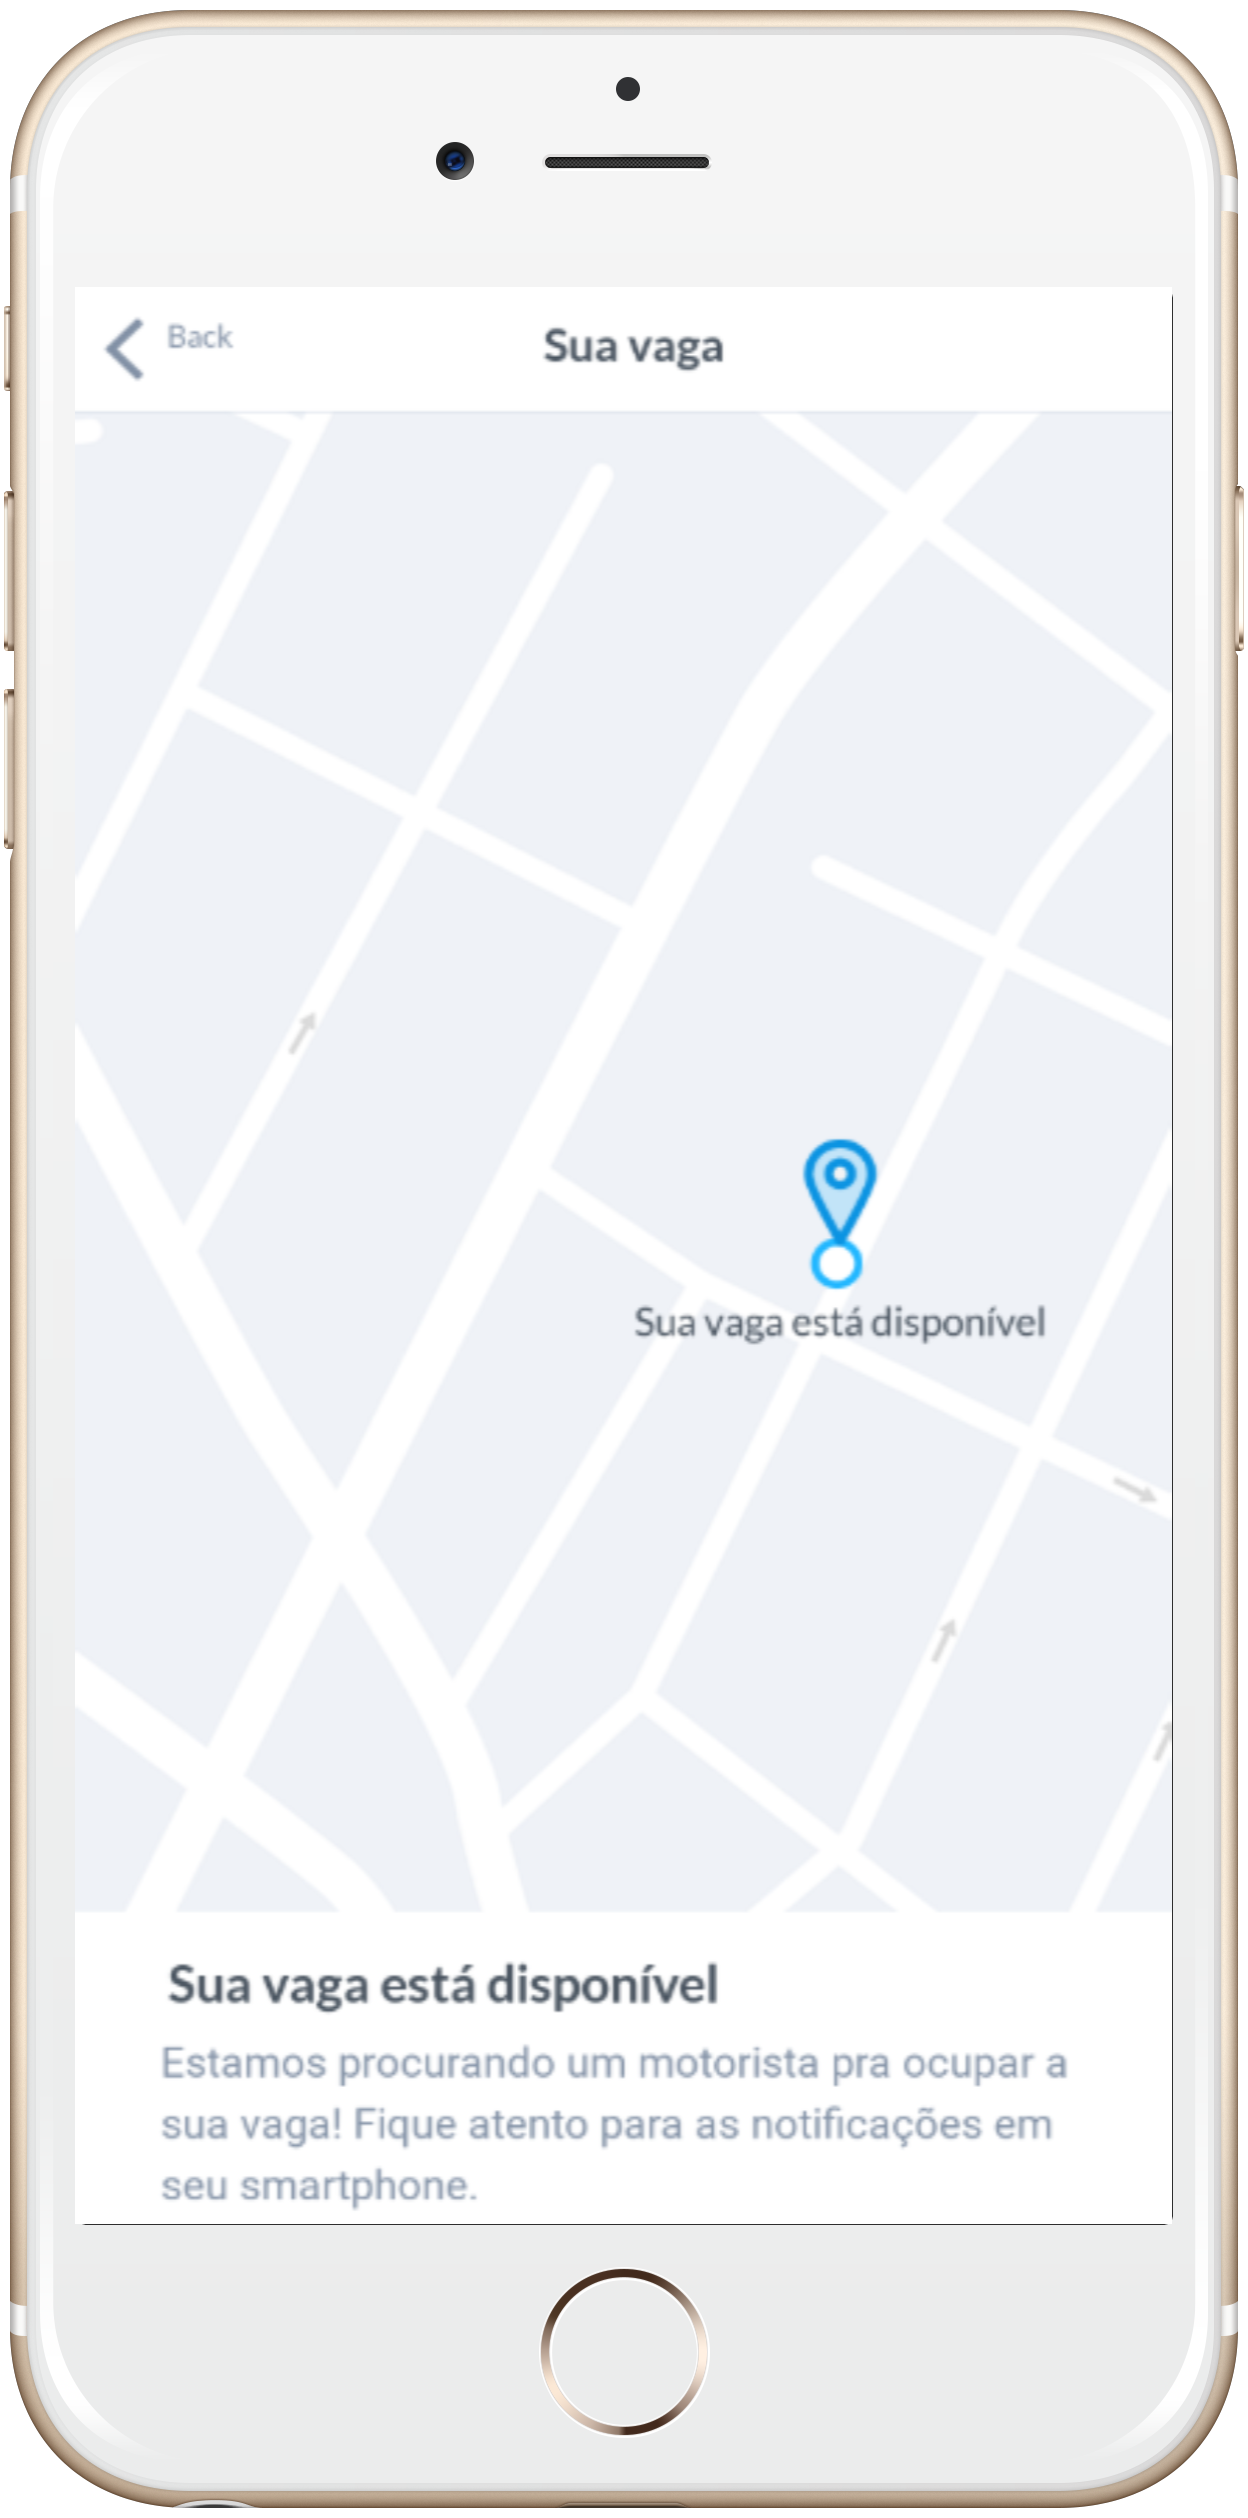 Back
Sua vaga
Sua vaga está disponível
Sua vaga está disponível
Estamos procurando um motorista pra ocupar a
sua vaga! Fique atento para as notificações em
seu smartphone.